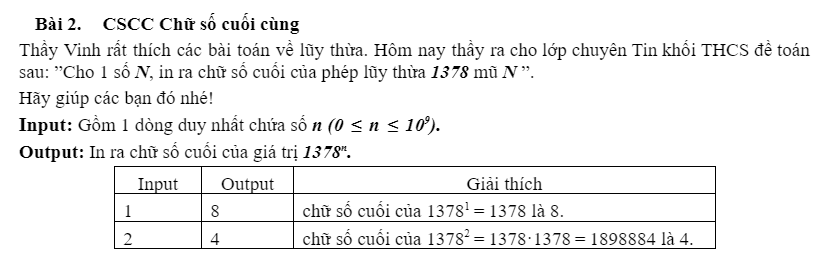 Bài 2. CSCC Chữ số cuối cùng
Thầy Vinh rất thích các bài toán về lũy thừa. Hôm nay thầy ra cho lớp chuyên Tin khối THCS đề toán
sau: ”Cho 1 số N, in ra chữ số cuối của phép lũy thừa 1378 mũ N ”.
Hãy giúp các bạn đó nhé!
Input: Gồm 1 dòng duy nhất chứa số n (0 ≤ n ≤ 10⁹).
Output: In ra chữ số cuối của giá trị 1378ⁿ.
Input Output Giải thích
1 8 chữ số cuối của 1378¹ = 1378 là 8.
2 4 chữ số cuối của 1378² = 1378·1378 = 1898884 là 4.